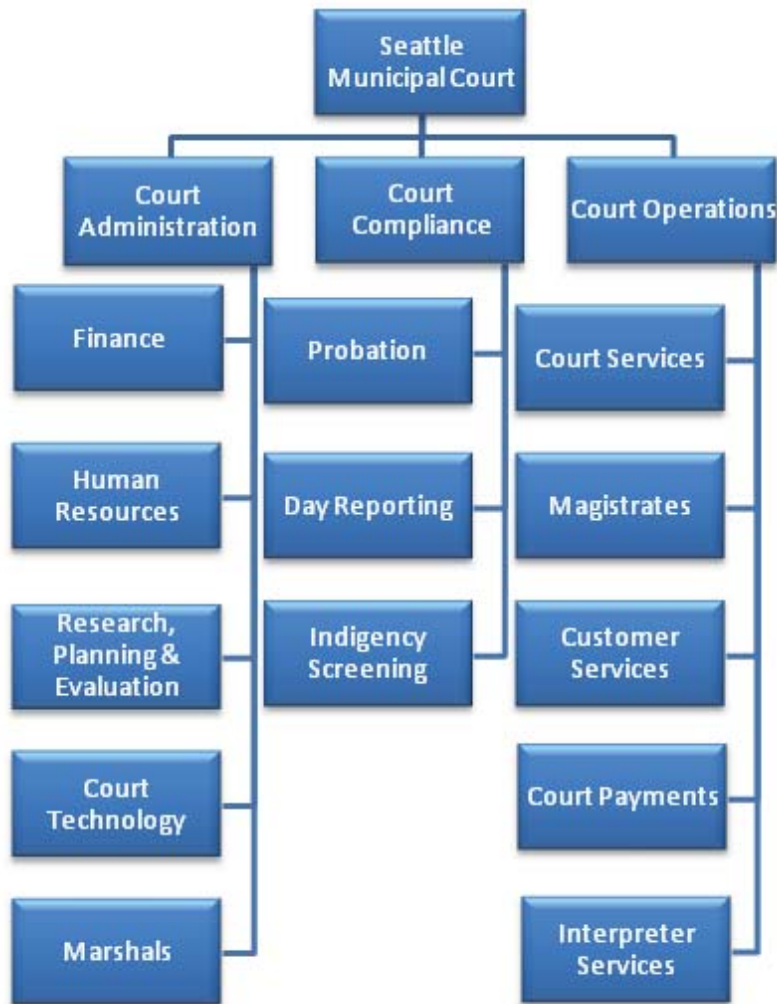 Seattle
Municipal Court
Court
Administration
Court
Compliance
Court Operations
Finance
Human
Resources
Research,
Planning &
Evaluation
Court
Technology
Marshals
Probation
Day Reporting
Indigency
Screening
Court Services
Magistrates
Customer
Services
Court Payments
Interpreter
Services